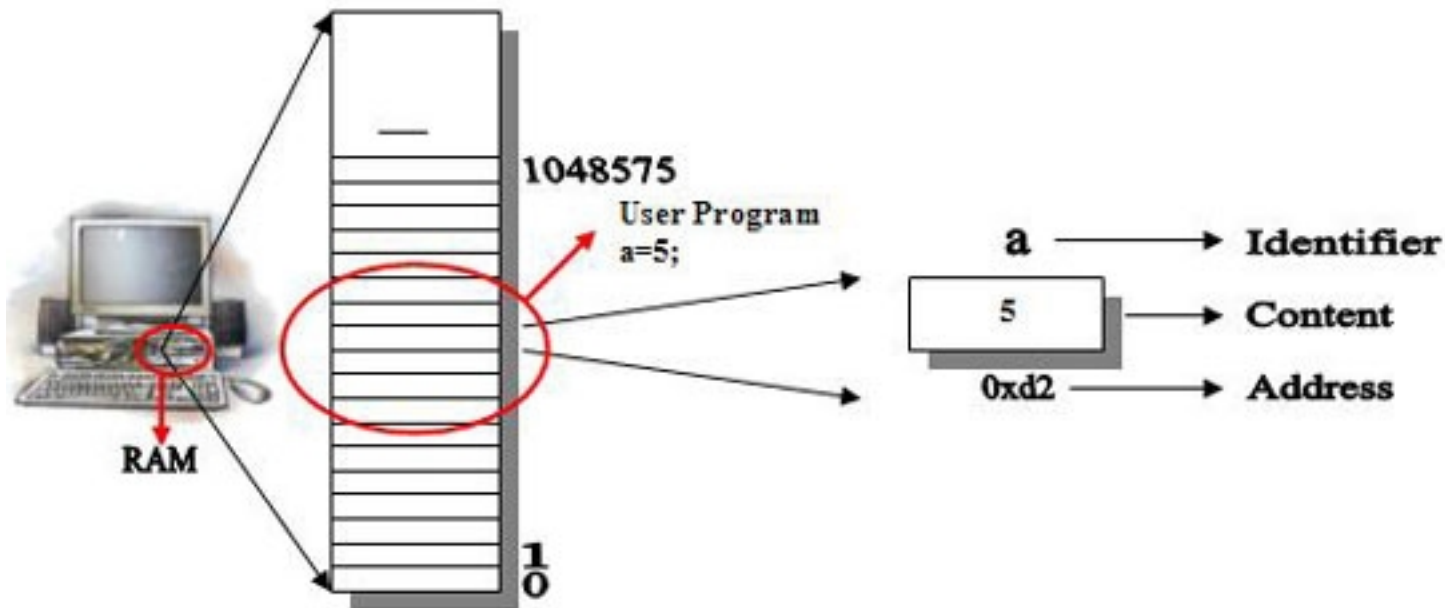 1048575
User Program
a=5;
a Identifier
5 Content
0xd2 Address
RAM
1
0